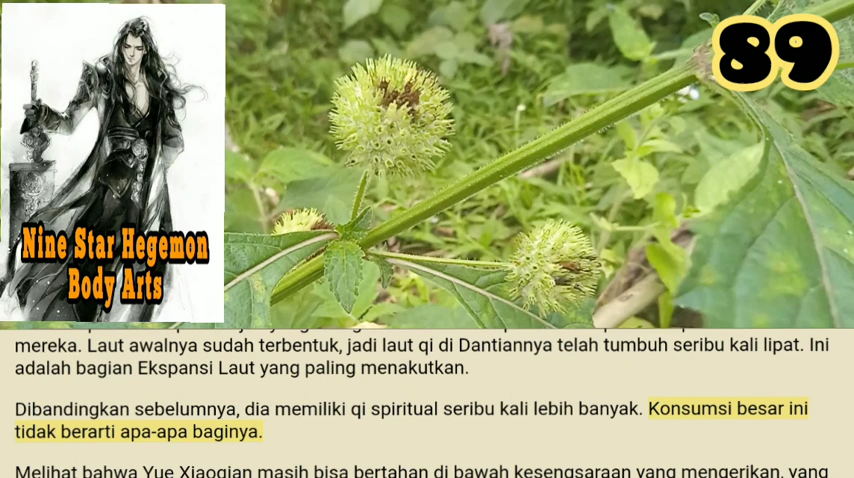 89
Nine Star Hegemon
Body Arts
mereka. Laut awalnya sudah terbentuk, jadi laut qi di Dantiannya telah tumbuh seribu kali lipat. Ini
adalah bagian Ekspansi Laut yang paling menakutkan.
Dibandingkan sebelumnya, dia memiliki qi spiritual seribu kali lebih banyak. Konsumsi besar ini
tidak berarti apa-apa baginya.
Melihat bahwa Yue Xiaoqian masih bisa bertahan di bawah kesengsaraan yang mengerikan, yang